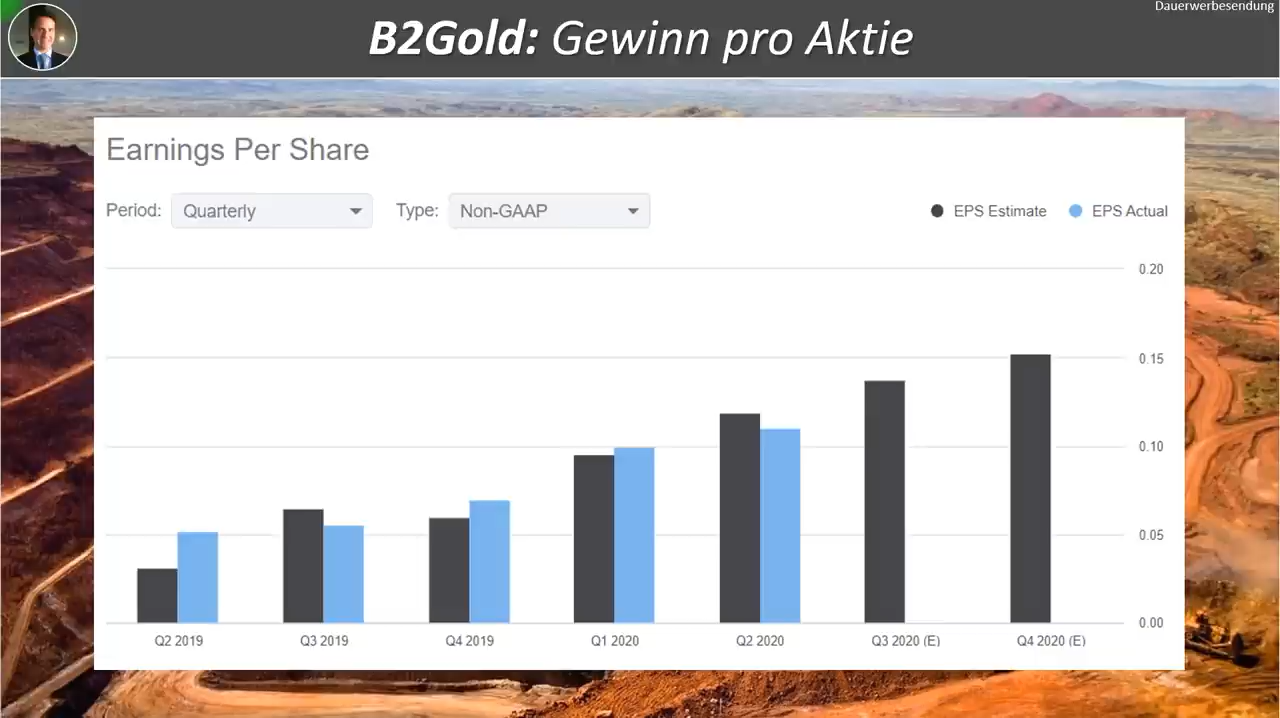 Dauerwerbesendung
B2Gold: Gewinn pro Aktie
Earnings Per Share
Period: Quarterly Type: Non-GAAP EPS Estimate EPS Actual
0.20
0.15
0.10
0.05
0.00
Q2 2019 Q3 2019 Q4 2019 Q1 2020 Q2 2020 Q3 2020 (E) Q4 2020 (E)